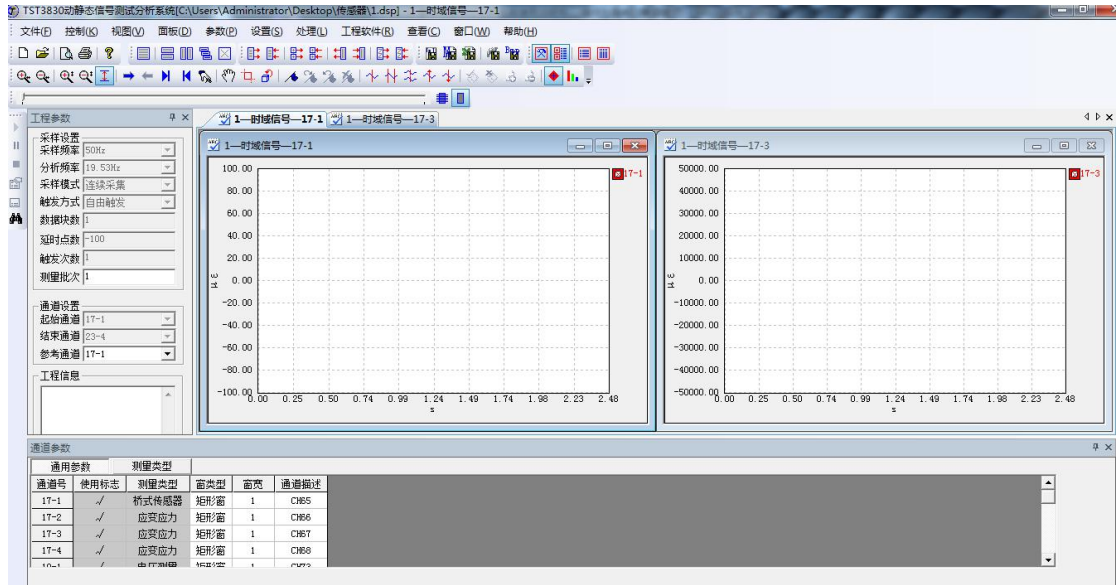 TST3830动静态信号测试分析系统[C:\Users\Administrator\Desktop\传感器\1.dsp] - 1—时域信号—17-1
文件(F) 控制(K) 视图(V) 面板(D) 参数(P) 设置(S) 处理(L) 工程软件(R) 查看(C) 窗口(W) 帮助(H)
工程参数
1—时域信号—17-1 1—时域信号—17-3
采样设置
采样频率 50Hz
分析频率 19.53Hz
采样模式 连续采集
触发方式 自由触发
数据块数 1
延时点数 -100
触发次数 1
测量批次 1
通道设置
起始通道 17-1
结束通道 23-4
参考通道 17-1
工程信息
1—时域信号—17-1
17-1
100.00
80.00
60.00
40.00
20.00
0.00
-20.00
-40.00
-60.00
-80.00
-100.00
με
0.00 0.25 0.50 0.74 0.99 1.24 1.49 1.74 1.98 2.23 2.48
s
1—时域信号—17-3
17-3
50000.00
40000.00
30000.00
20000.00
10000.00
0.00
-10000.00
-20000.00
-30000.00
-40000.00
-50000.00
με
0.00 0.25 0.50 0.74 0.99 1.24 1.49 1.74 1.98 2.23 2.48
s
通道参数
通用参数 测量类型
通道号 使用标志 测量类型 窗类型 窗宽 通道描述
17-1 √ 桥式传感器 矩形窗 1 CH65
17-2 √ 应变应力 矩形窗 1 CH66
17-3 √ 应变应力 矩形窗 1 CH67
17-4 √ 应变应力 矩形窗 1 CH68